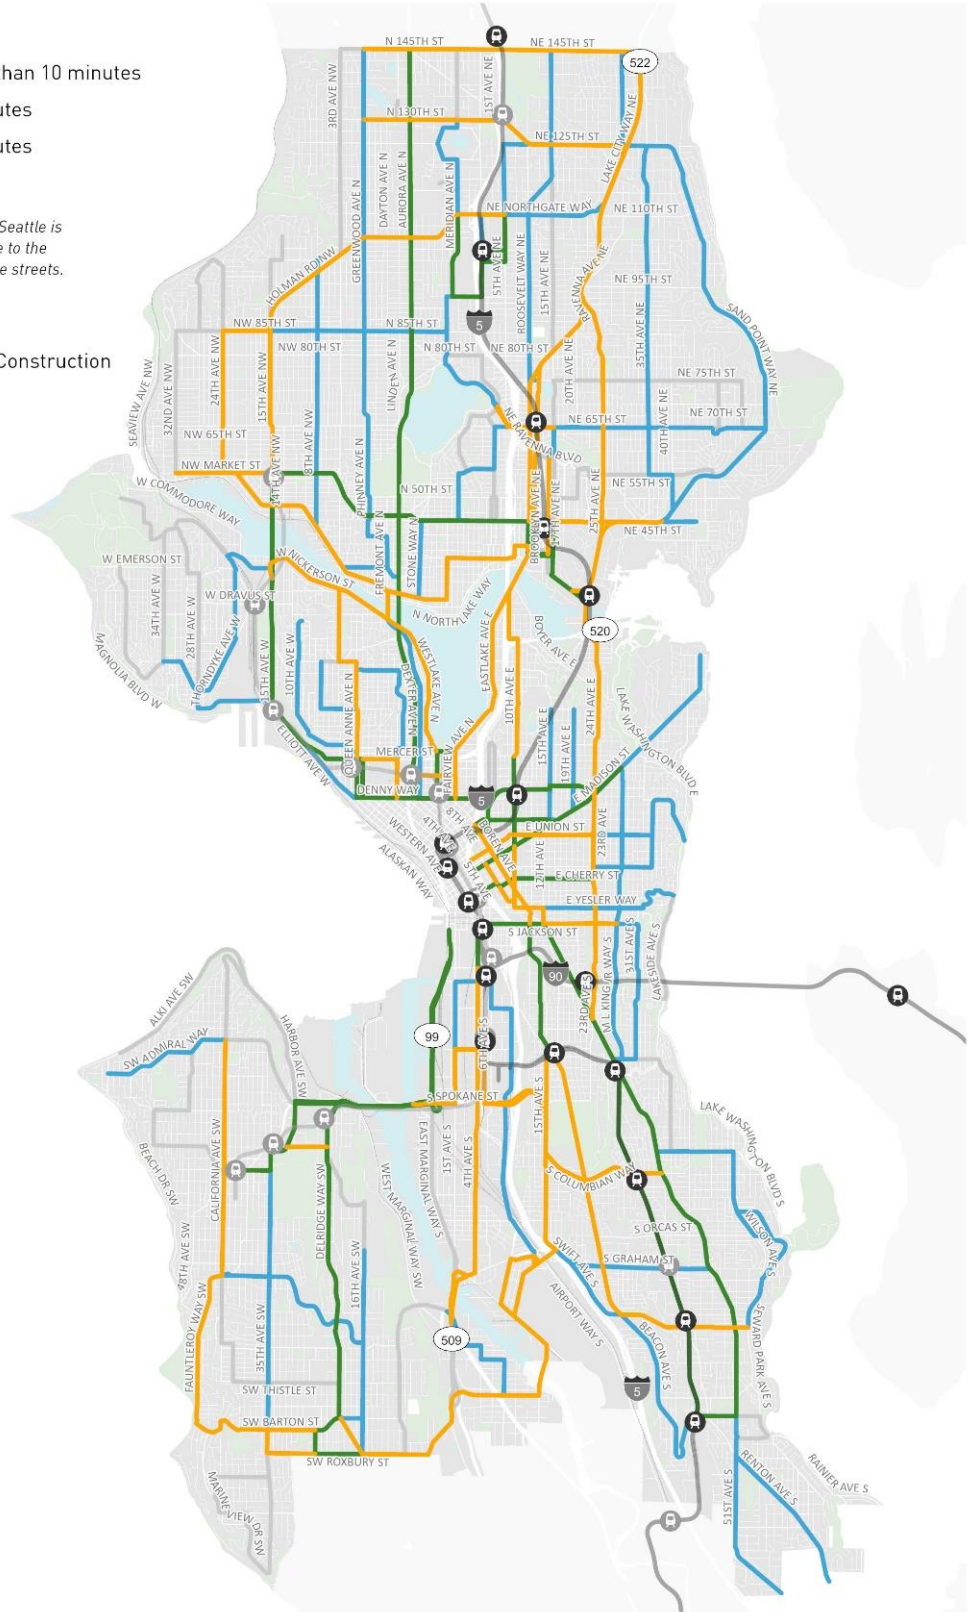 N 145TH ST
NE 145TH ST
522
han 10 minutes
utes
utes
3RD AVE NW
1ST AVE NE
N 130TH ST
NE 125TH ST
LAKE CITY WAY NE
GREENWOOD AVE N
DAYTON AVE N
AURORA AVE N
MERIDIAN AVE N
NE NORTHGATE WAY
NE 110TH ST
Seattle is
e to the
e streets.
HOLMAN RD NW
5TH AVE NE
ROOSEVELT WAY NE
15TH AVE NE
RAVENNA AVE NE
NE 95TH ST
SAND POINT WAY NE
NW 85TH ST
N 85TH ST
5
Construction
NW 80TH ST
N 80TH ST
NE 80TH ST
35TH AVE NE
NE 75TH ST
SEAVIEW AVE NW
32ND AVE NW
24TH AVE NW
15TH AVE NW
LINDEN AVE N
20TH AVE NE
NE 70TH ST
NW 65TH ST
8TH AVE NW
NE 65TH ST
40TH AVE NE
NE RAVENNA BLVD
NW MARKET ST
14TH AVE NW
PHINNEY AVE N
N 50TH ST
NE 55TH ST
W COMMODORE WAY
BROOKLYN AVE NE
17TH AVE NE
25TH AVE NE
NE 45TH ST
W EMERSON ST
W NICKERSON ST
FREMONT AVE N
STONE WAY N
34TH AVE W
28TH AVE W
W DRAVUS ST
N NORTHLAKE WAY
520
MAGNOLIA BLVD W
THORNDYKE AVE W
15TH AVE W
10TH AVE W
WESTLAKE AVE N
EASTLAKE AVE E
BOYER AVE E
10TH AVE E
DEXTER AVE N
24TH AVE E
LAKE WASHINGTON BLVD E
QUEEN ANNE AVE N
FAIRVIEW AVE N
15TH AVE E
19TH AVE E
ELLIOTT AVE W
MERCER ST
E MADISON ST
DENNY WAY
5
WESTERN AVE
4TH AVE
8TH AVE
BOREN AVE
E UNION ST
23RD AVE
ALASKAN WAY
5TH AVE
12TH AVE
E CHERRY ST
E YESLER WAY
S JACKSON ST
M L KING JR WAY S
31ST AVE S
LAKESIDE AVE S
ALKI AVE SW
90
23RD AVE S
SW ADMIRAL WAY
HARBOR AVE SW
99
6TH AVE S
S SPOKANE ST
15TH AVE S
LAKE WASHINGTON BLVD S
BEACH DR SW
CALIFORNIA AVE SW
DELRIDGE WAY SW
WEST MARGINAL WAY SW
EAST MARGINAL WAY S
1ST AVE S
4TH AVE S
S COLUMBIAN WAY
48TH AVE SW
16TH AVE SW
SWIFT AVE S
S ORCAS ST
S GRAHAM ST
WILSON AVE S
FAUNTLEROY WAY SW
35TH AVE SW
509
AIRPORT WAY S
BEACON AVE S
SEWARD PARK AVE S
SW THISTLE ST
5
SW BARTON ST
SW ROXBURY ST
MARINE VIEW DR SW
51ST AVE S
RENTON AVE S
RAINIER AVE S